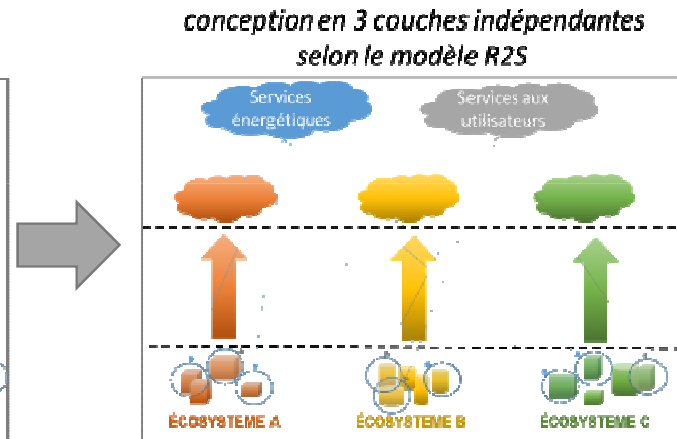 conception en 3 couches indépendantes
selon le modèle R2S
Services
énergétiques
Services aux
utilisateurs
ÉCOSYSTEME A
ÉCOSYSTEME B
ÉCOSYSTEME C